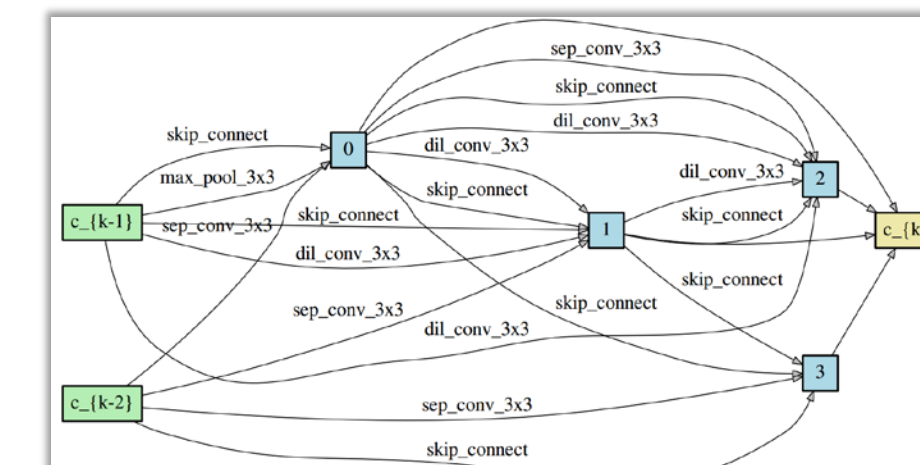 sep_conv_3x3
skip_connect
dil_conv_3x3
skip_connect
dil_conv_3x3
0
max_pool_3x3
dil_conv_3x3
2
skip_connect
c_{k-1}
sep_conv_3x3
skip_connect
skip_connect
1
c_{k
dil_conv_3x3
skip_connect
sep_conv_3x3
skip_connect
dil_conv_3x3
3
c_{k-2}
sep_conv_3x3
skip_connect